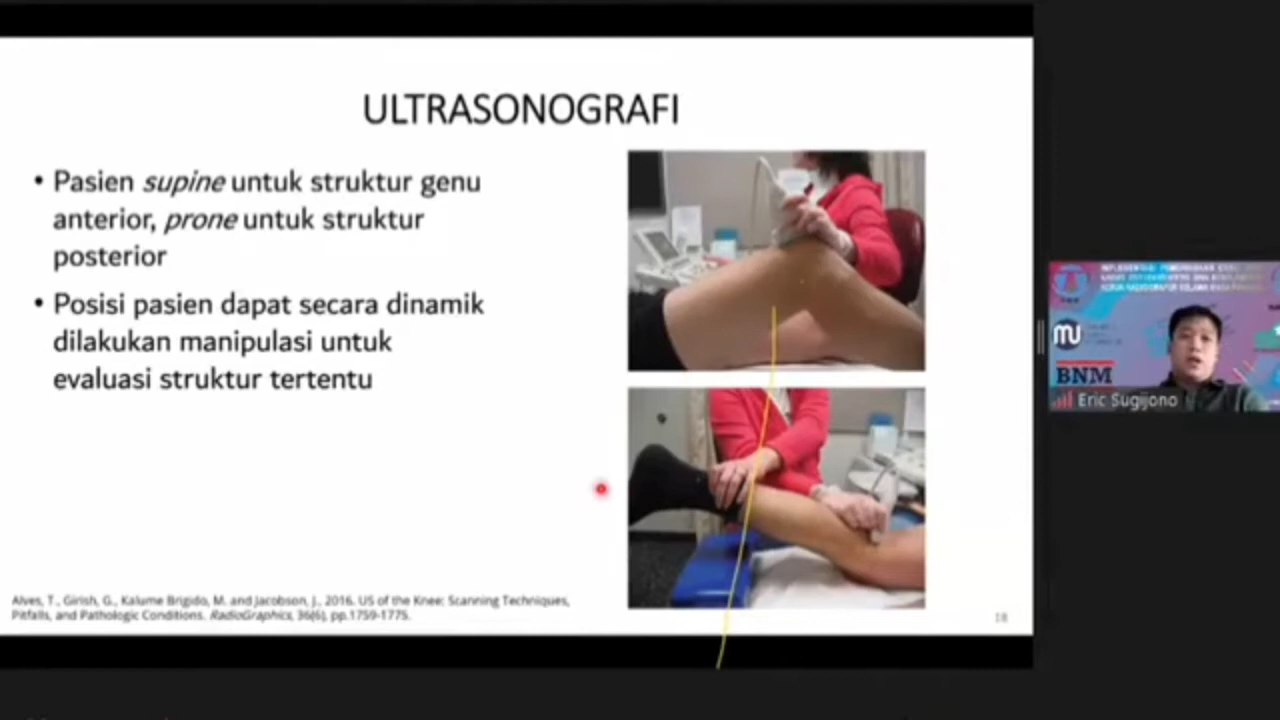 ULTRASONOGRAFI
• Pasien supine untuk struktur genu
anterior, prone untuk struktur
posterior
• Posisi pasien dapat secara dinamik
dilakukan manipulasi untuk
evaluasi struktur tertentu
Alves, T., Girish, G., Kalume Brigido, M. and Jacobson, J., 2016. US of the Knee: Scanning Techniques,
Pitfalls, and Pathologic Conditions. RadioGraphics, 36(6), pp.1759-1775.
18
BNM
Eric Sugijono